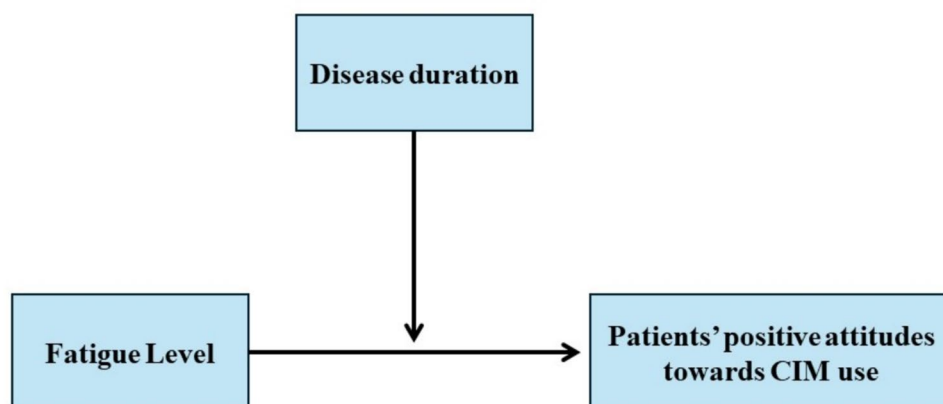 Disease duration
Fatigue Level
Patients’ positive attitudes
towards CIM use